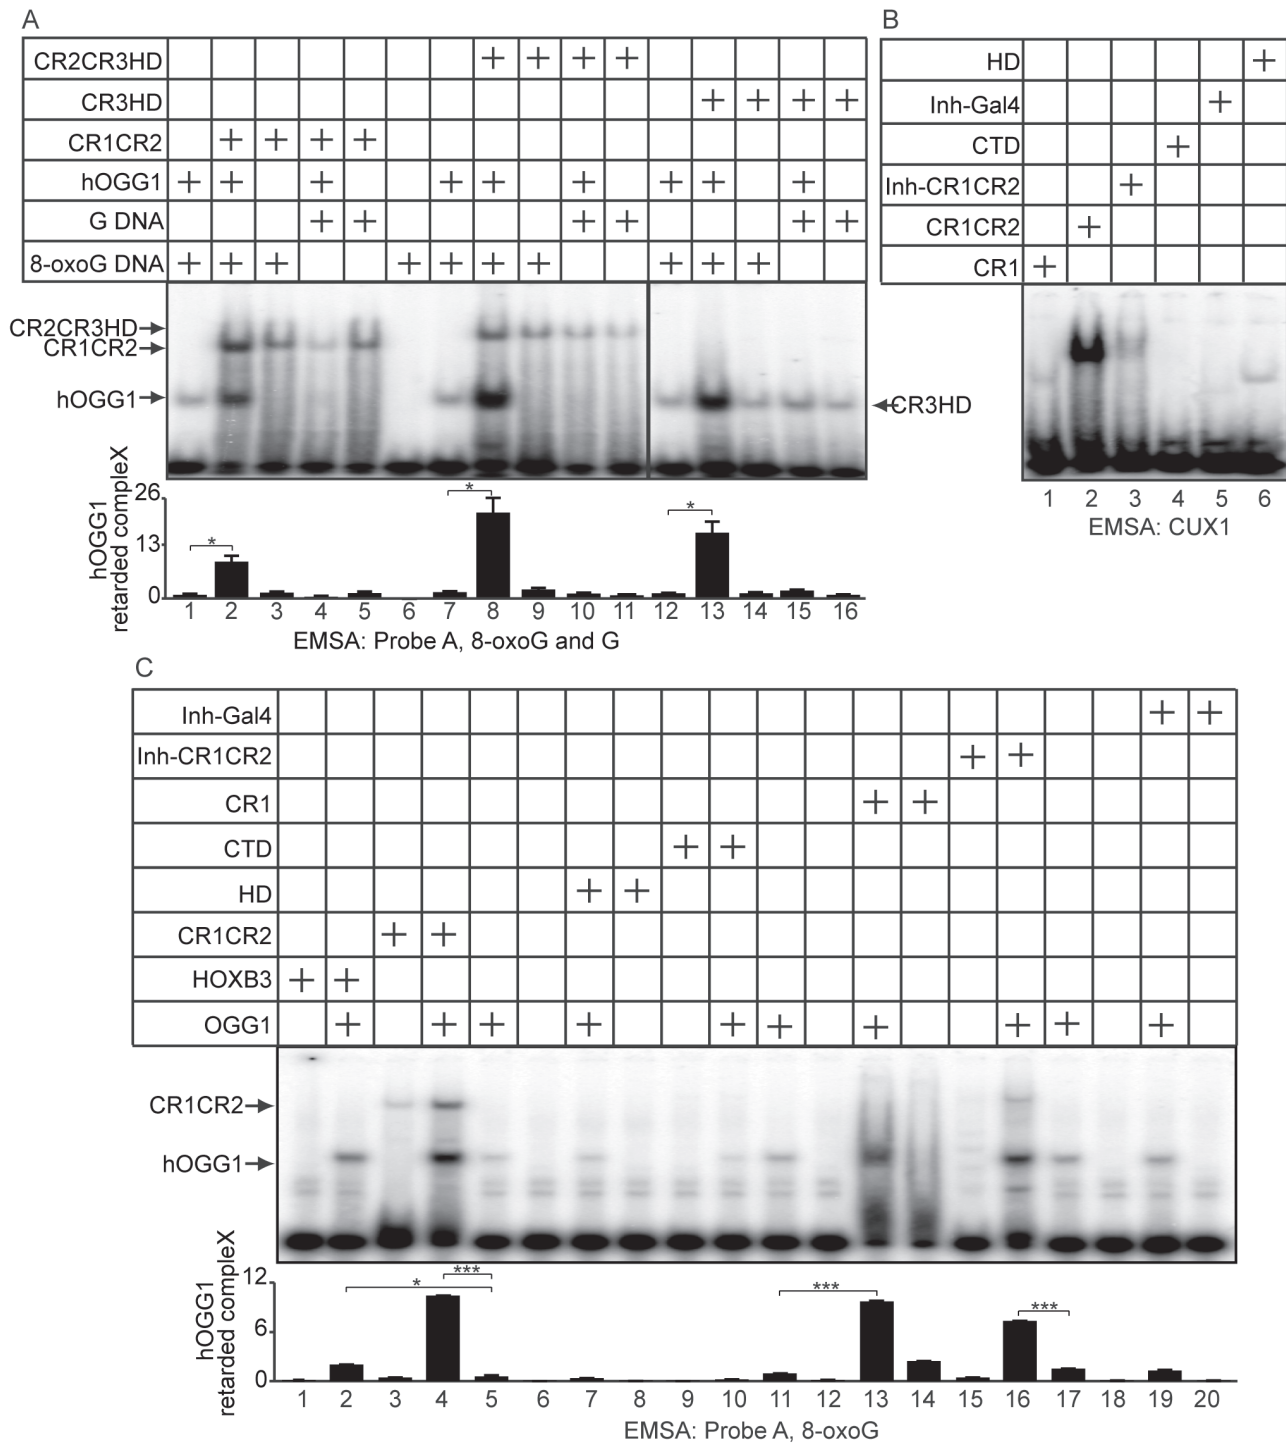 A
CR2CR3HD + + + +
CR3HD + + + +
CR1CR2 + + + +
hOGG1 + + + + + + + + +
G DNA + + + + + +
8-oxoG DNA + + + + + + + + + +
CR2CR3HD
CR1CR2
hOGG1
CR3HD
hOGG1
retarded compleX
26
13
0
* * *
1 2 3 4 5 6 7 8 9 10 11 12 13 14 15 16
EMSA: Probe A, 8-oxoG and G
B
HD +
Inh-Gal4 +
CTD +
Inh-CR1CR2 +
CR1CR2 +
CR1 +
1 2 3 4 5 6
EMSA: CUX1
C
Inh-Gal4 + +
Inh-CR1CR2 + +
CR1 + +
CTD + +
HD + +
CR1CR2 + +
HOXB3 + +
OGG1 + + + + + + + + + +
CR1CR2
hOGG1
hOGG1
retarded compleX
12
6
0
* *** *** ***
1 2 3 4 5 6 7 8 9 10 11 12 13 14 15 16 17 18 19 20
EMSA: Probe A, 8-oxoG